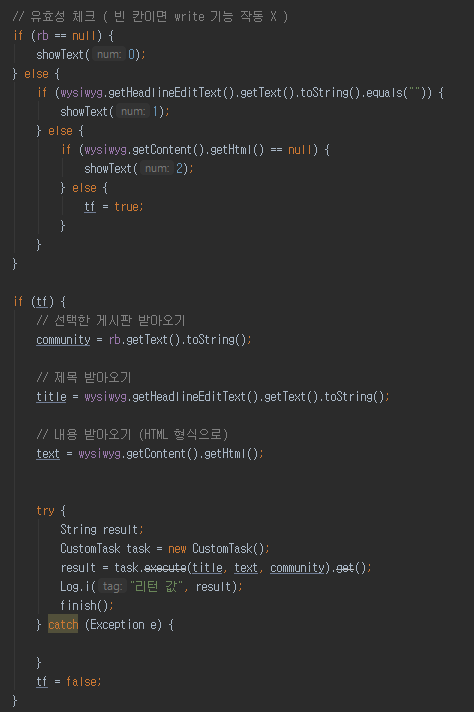 // 유효성 체크 ( 빈 칸이면 write 기능 작동 X )
if (rb == null) {
    showText( num: 0);
} else {
    if (wysiwyg.getHeadlineEditText().getText().toString().equals("")) {
        showText( num: 1);
    } else {
        if (wysiwyg.getContent().getHtml() == null) {
            showText( num: 2);
        } else {
            tf = true;
        }
    }
}
if (tf) {
    // 선택한 게시판 받아오기
    community = rb.getText().toString();
    // 제목 받아오기
    title = wysiwyg.getHeadlineEditText().getText().toString();
    // 내용 받아오기 (HTML 형식으로)
    text = wysiwyg.getContent().getHtml();
    try {
        String result;
        CustomTask task = new CustomTask();
        result = task.execute(title, text, community).get();
        Log.i( tag: "리턴 값", result);
        finish();
    } catch (Exception e) {
    }
    tf = false;
}